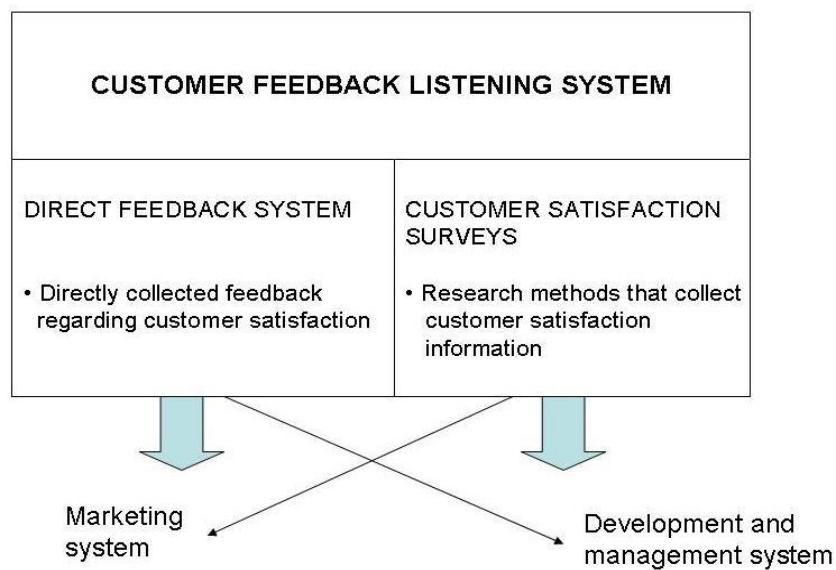 CUSTOMER FEEDBACK LISTENING SYSTEM
DIRECT FEEDBACK SYSTEM
• Directly collected feedback
regarding customer satisfaction
CUSTOMER SATISFACTION
SURVEYS
• Research methods that collect
customer satisfaction
information
Marketing
system
Development and
management system